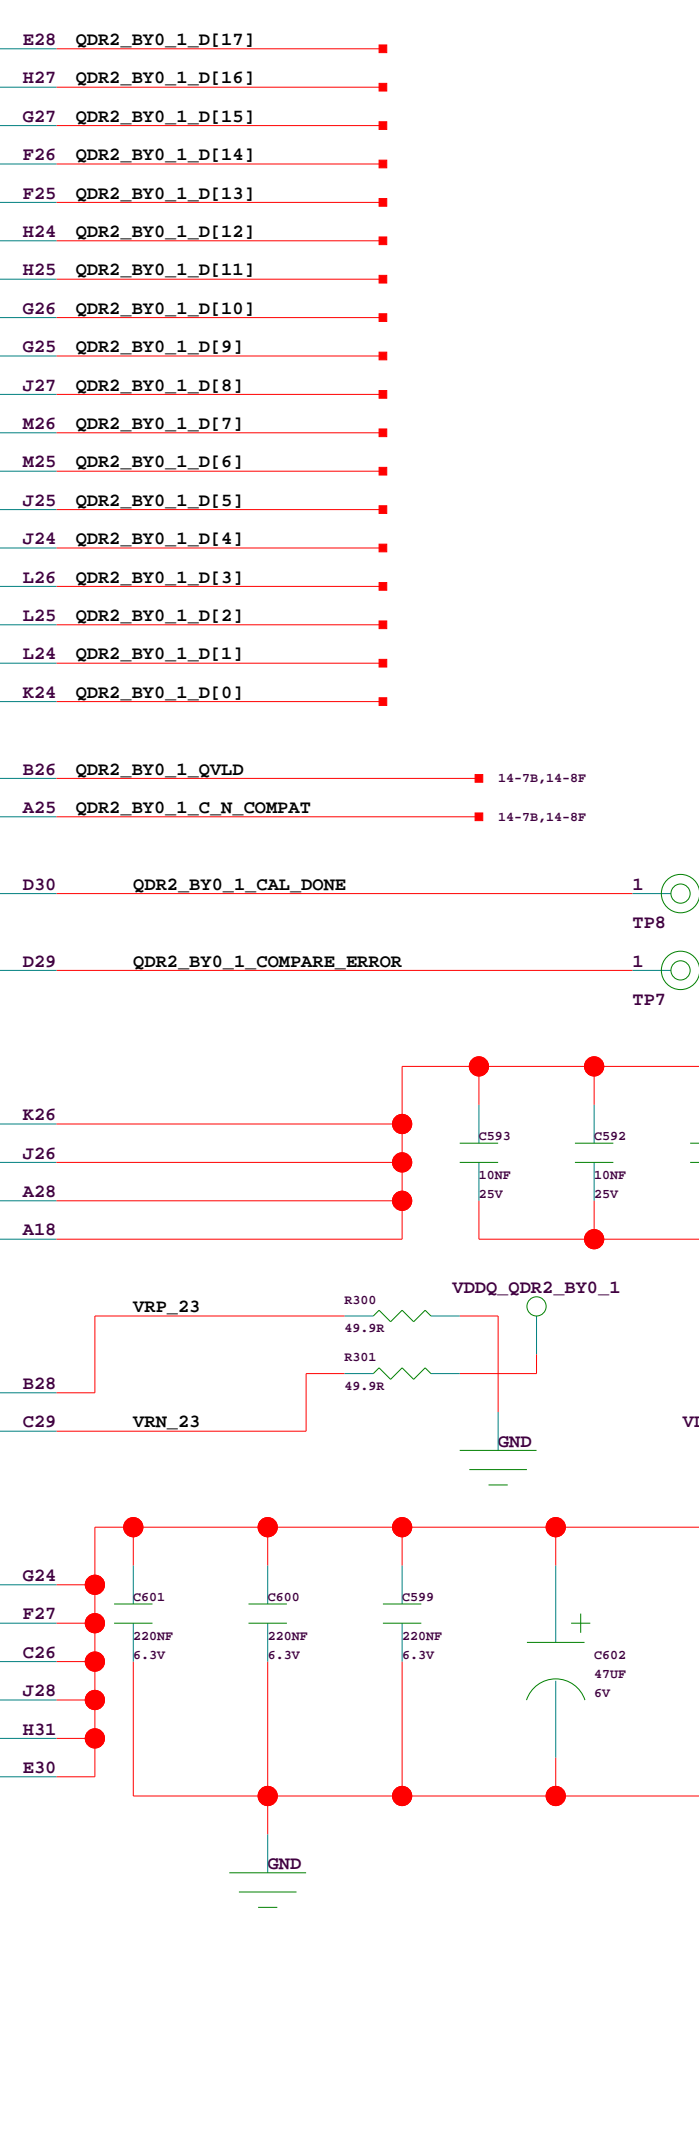 E28 QDR2_BY0_1_D[17]
H27 QDR2_BY0_1_D[16]
G27 QDR2_BY0_1_D[15]
F26 QDR2_BY0_1_D[14]
F25 QDR2_BY0_1_D[13]
H24 QDR2_BY0_1_D[12]
H25 QDR2_BY0_1_D[11]
G26 QDR2_BY0_1_D[10]
G25 QDR2_BY0_1_D[9]
J27 QDR2_BY0_1_D[8]
M26 QDR2_BY0_1_D[7]
M25 QDR2_BY0_1_D[6]
J25 QDR2_BY0_1_D[5]
J24 QDR2_BY0_1_D[4]
L26 QDR2_BY0_1_D[3]
L25 QDR2_BY0_1_D[2]
L24 QDR2_BY0_1_D[1]
K24 QDR2_BY0_1_D[0]
B26 QDR2_BY0_1_QVLD 14-7B,14-8F
A25 QDR2_BY0_1_C_N_COMPAT 14-7B,14-8F
D30 QDR2_BY0_1_CAL_DONE 1
TP8
D29 QDR2_BY0_1_COMPARE_ERROR 1
TP7
K26
C593 C592
J26
10NF 10NF
A28 25V 25V
A18
VDDQ_QDR2_BY0_1
VRP_23 R300
49.9R
R301
B28 49.9R
C29 VRN_23
GND
G24
C601 C600 C599
F27
220NF 220NF 220NF
C26 6.3V 6.3V 6.3V C602
47UF
J28 6V
H31
E30
GND